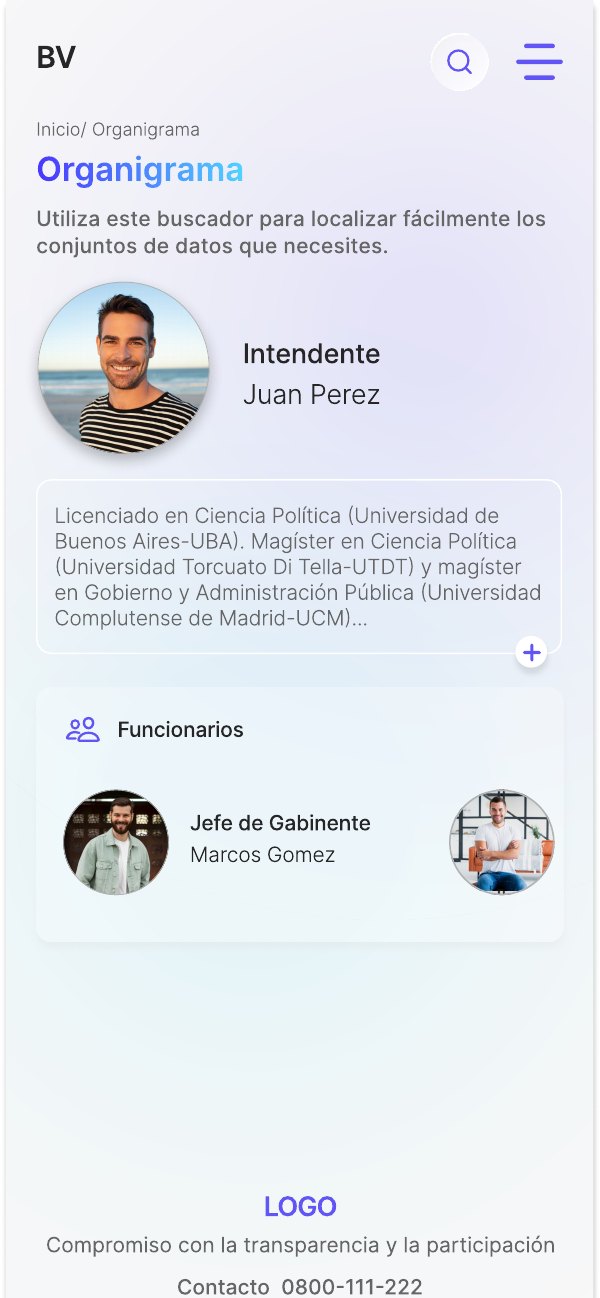 BV
Inicio/ Organigrama
Organigrama
Utiliza este buscador para localizar fácilmente los
conjuntos de datos que necesites.
Intendente
Juan Perez
Licenciado en Ciencia Política (Universidad de
Buenos Aires-UBA). Magíster en Ciencia Política
(Universidad Torcuato Di Tella-UTDT) y magíster
en Gobierno y Administración Pública (Universidad
Complutense de Madrid-UCM)...
Funcionarios
Jefe de Gabinente
Marcos Gomez
LOGO
Compromiso con la transparencia y la participación
Contacto 0800-111-222